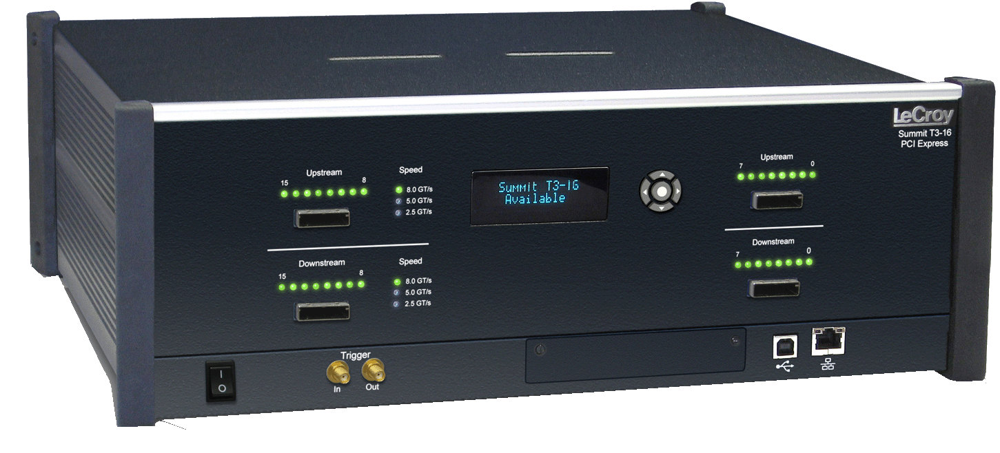 LeCroy
Summit T3-16
PCI Express
Upstream
15 8
Speed
8.0 GT/s
5.0 GT/s
2.5 GT/s
Summit T3-16
Available
Upstream
7 0
Downstream
15 8
Speed
8.0 GT/s
5.0 GT/s
2.5 GT/s
Downstream
7 0
Trigger
In
Out
I
O